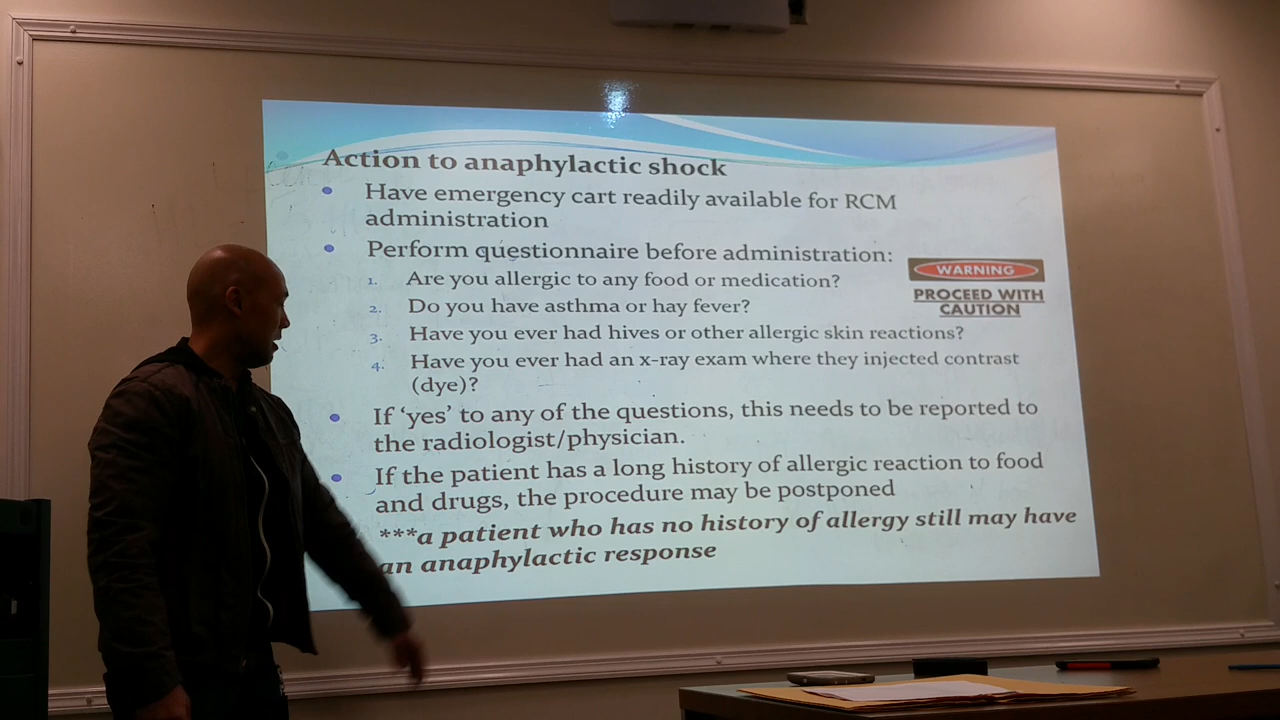 Action to anaphylactic shock
• Have emergency cart readily available for RCM
administration
• Perform questionnaire before administration:
1. Are you allergic to any food or medication?
2. Do you have asthma or hay fever?
3. Have you ever had hives or other allergic skin reactions?
4. Have you ever had an x-ray exam where they injected contrast
(dye)?
WARNING
PROCEED WITH
CAUTION
• If ‘yes’ to any of the questions, this needs to be reported to
the radiologist/physician.
• If the patient has a long history of allergic reaction to food
and drugs, the procedure may be postponed
***a patient who has no history of allergy still may have
an anaphylactic response